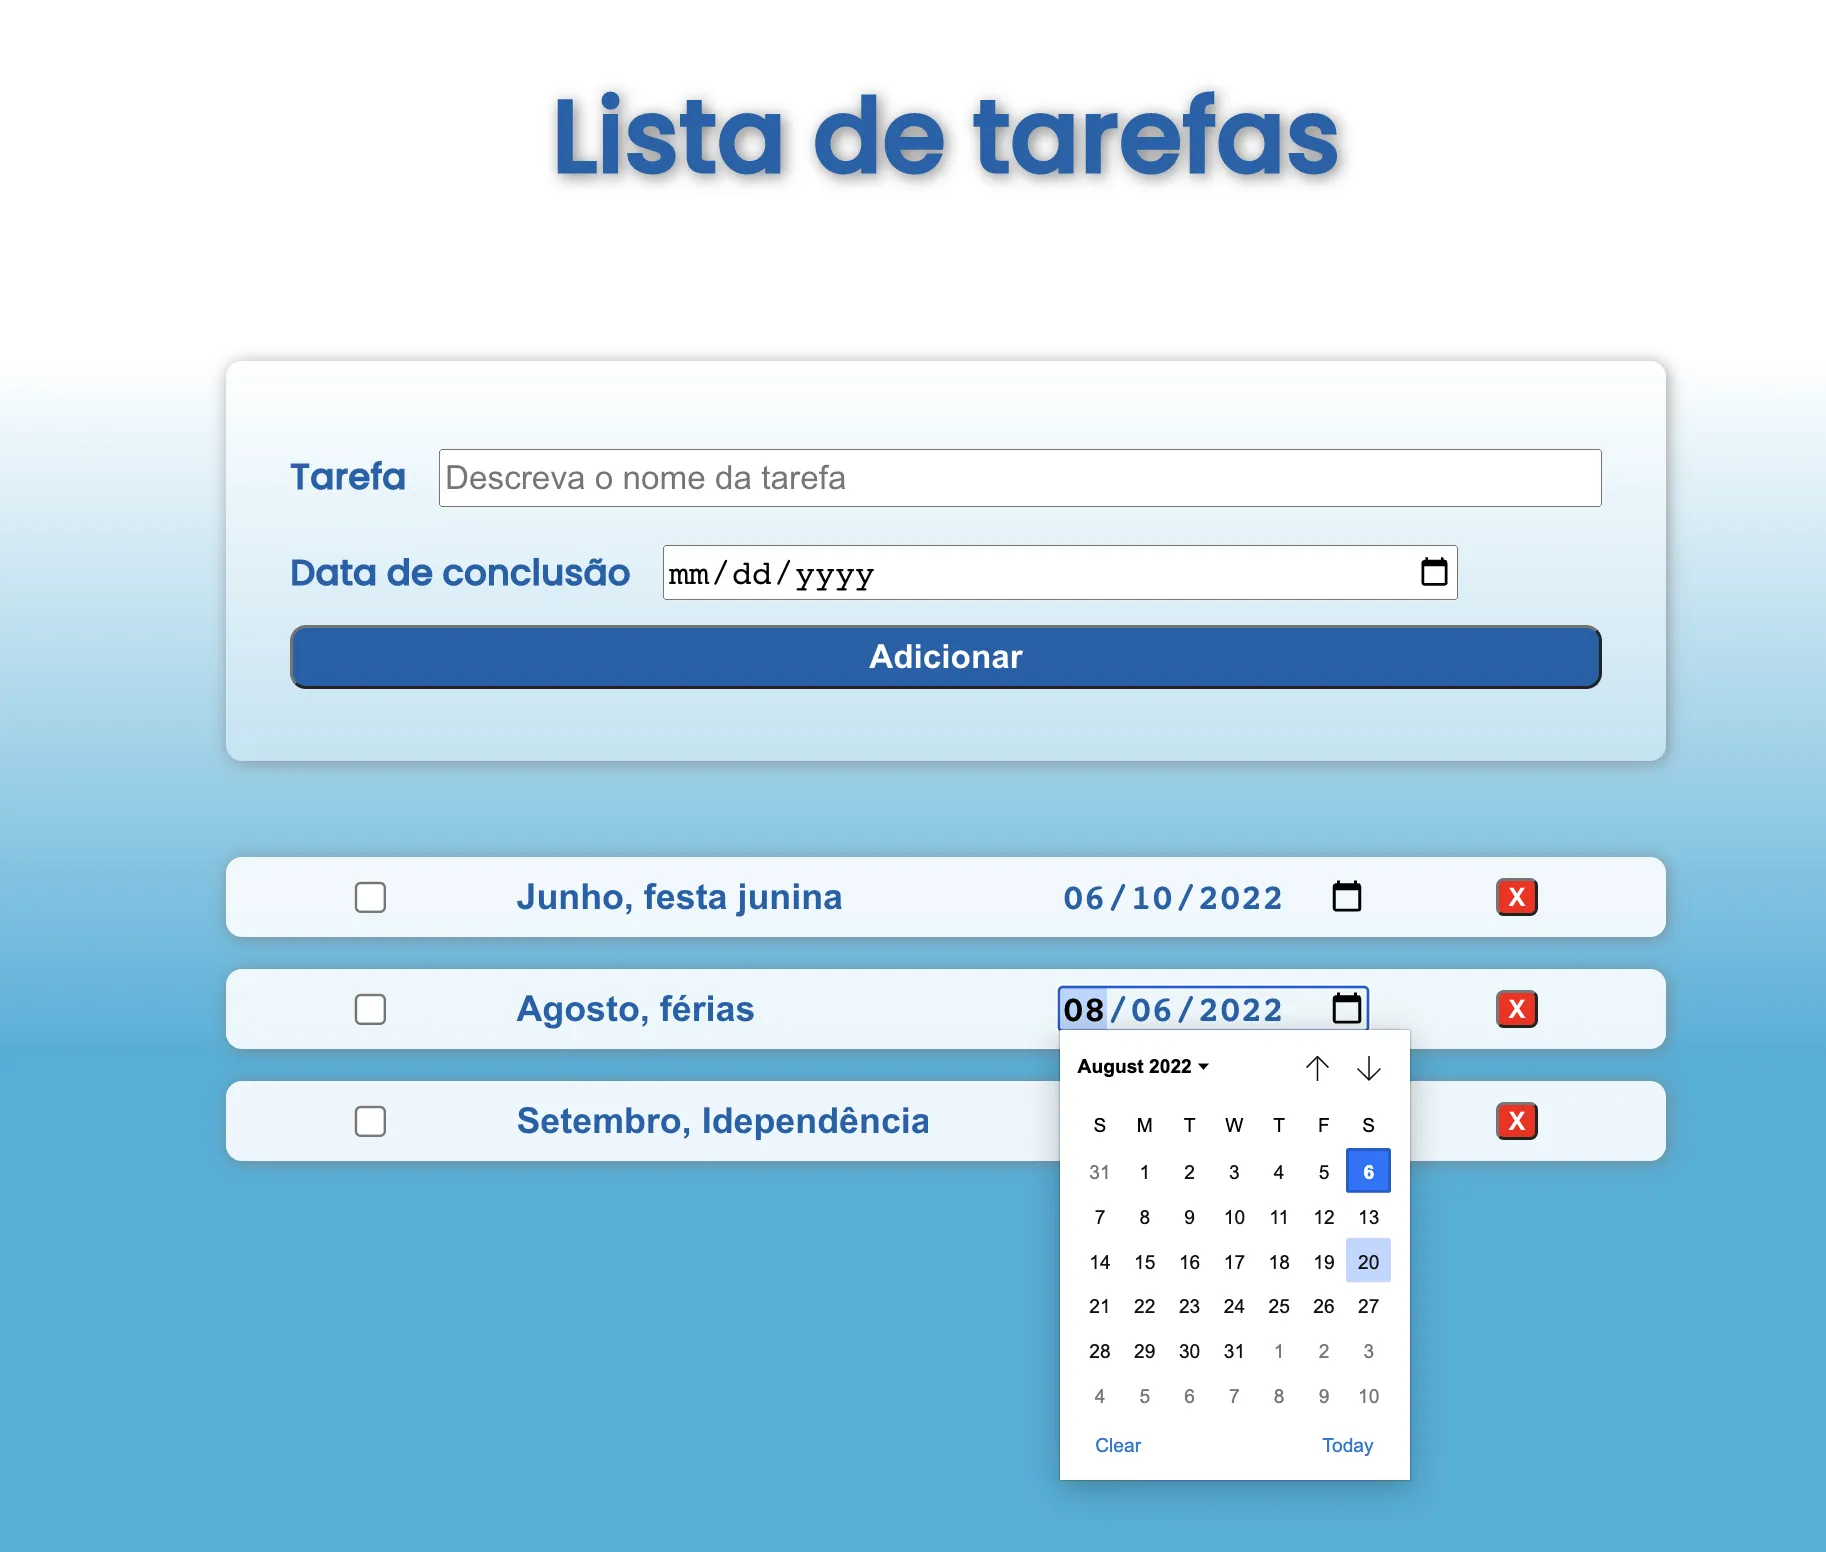 Lista de tarefas
Tarefa Descreva o nome da tarefa
Data de conclusão mm/dd/yyyy
Adicionar
Junho, festa junina 06/10/2022 X
Agosto, férias 08/06/2022 X
Setembro, Idependência X
August 2022
S M T W T F S
31 1 2 3 4 5 6
7 8 9 10 11 12 13
14 15 16 17 18 19 20
21 22 23 24 25 26 27
28 29 30 31 1 2 3
4 5 6 7 8 9 10
Clear Today